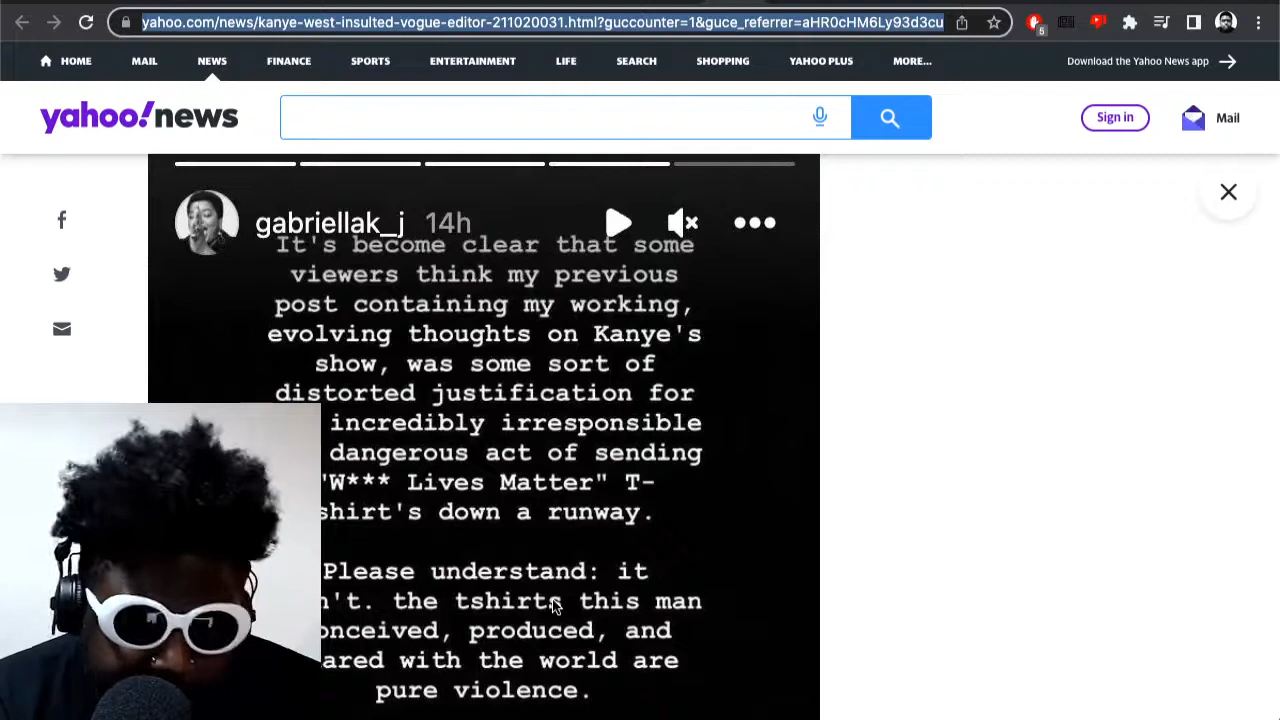 yahoo.com/news/kanye-west-insulted-vogue-editor-211020031.html?guccounter=1&guce_referrer=aHR0cHM6Ly93d3cu
5
HOME MAIL NEWS FINANCE SPORTS ENTERTAINMENT LIFE SEARCH SHOPPING YAHOO PLUS MORE... Download the Yahoo News app
yahoo!news
Sign in
Mail
gabriellak_j 14h
It's become clear that some
viewers think my previous
post containing my working,
evolving thoughts on Kanye's
show, was some sort of
distorted justification for
incredibly irresponsible
dangerous act of sending
"W*** Lives Matter" T-
shirt's down a runway.
Please understand: it
n't. the tshirts this man
onceived, produced, and
ared with the world are
pure violence.